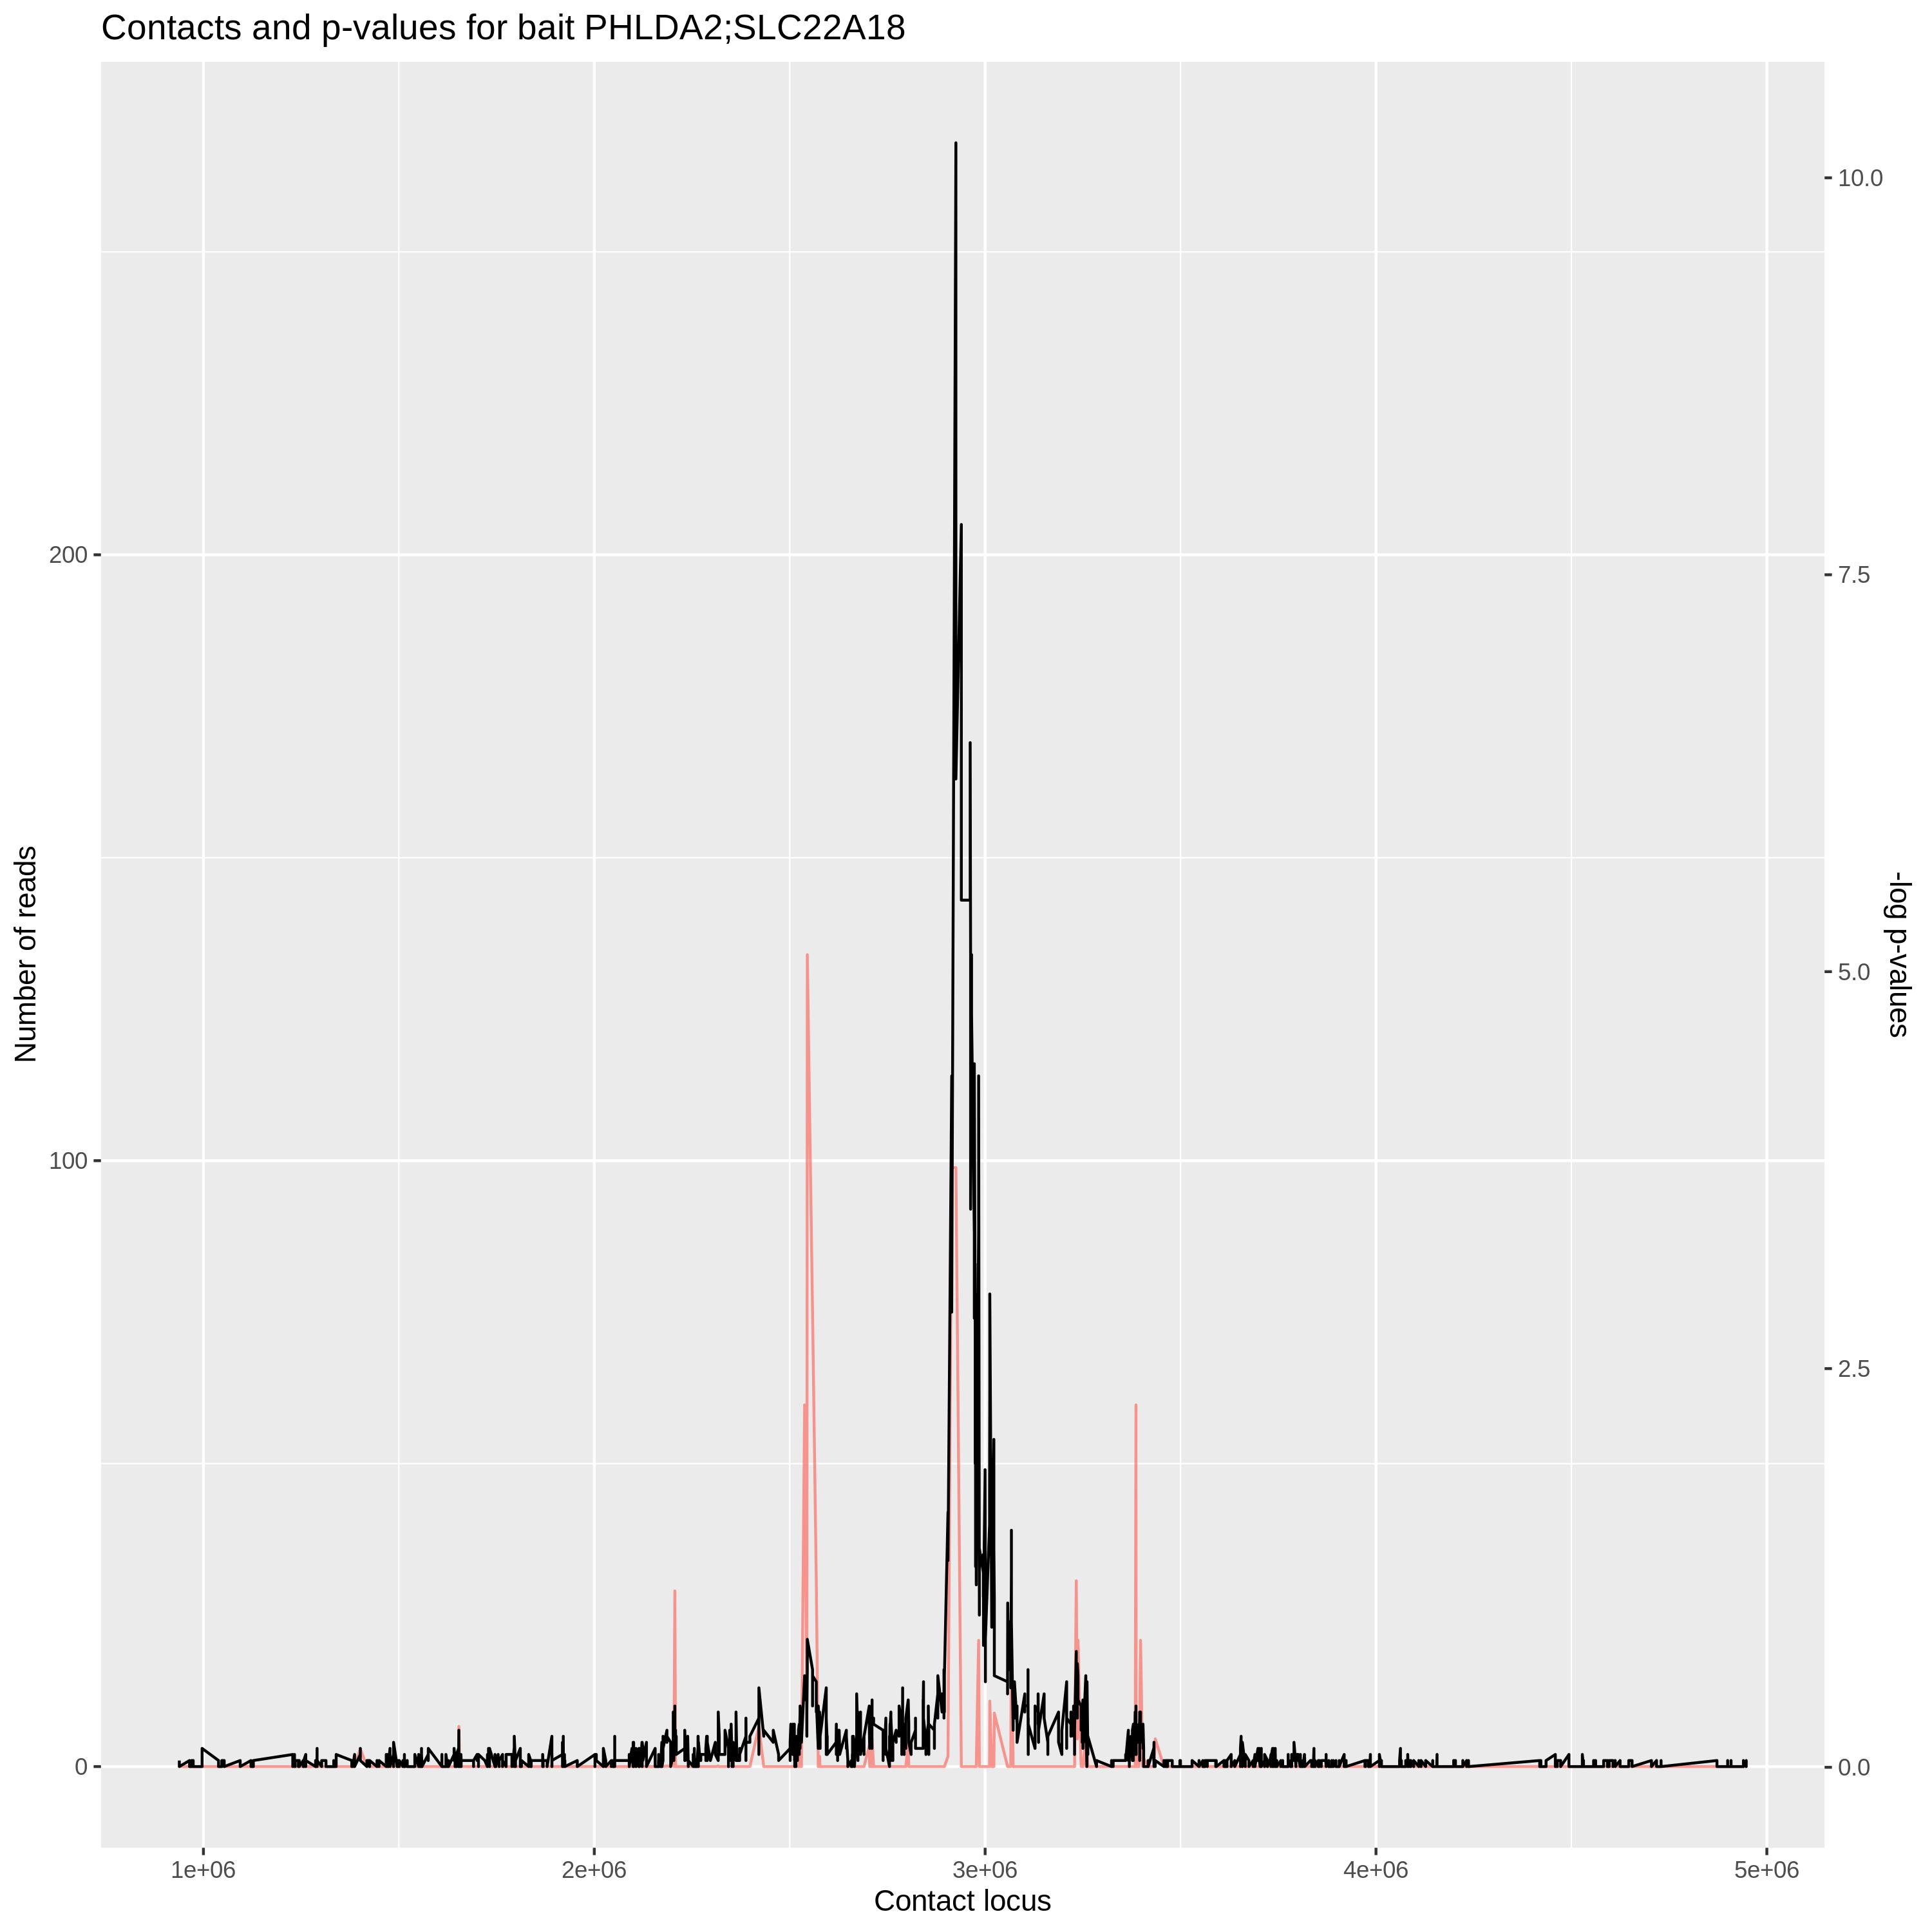 Contacts and p-values for bait PHLDA2;SLC22A18
Number of reads
200
100
0
10.0
7.5
5.0
2.5
0.0
-log p-values
1e+06 2e+06 3e+06 4e+06 5e+06
Contact locus